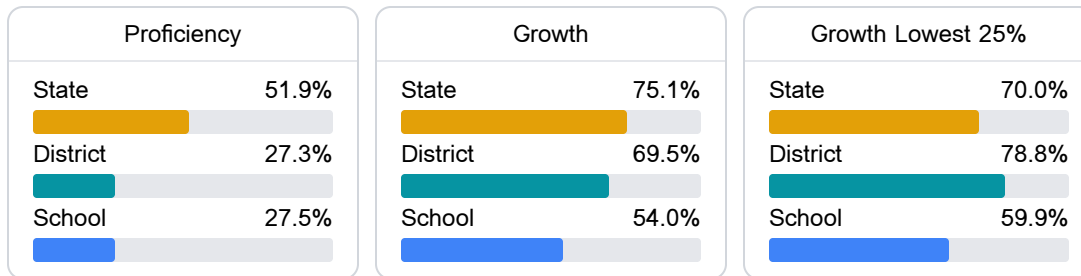 Proficiency
State 51.9%
District 27.3%
School 27.5%
Growth
State 75.1%
District 69.5%
School 54.0%
Growth Lowest 25%
State 70.0%
District 78.8%
School 59.9%